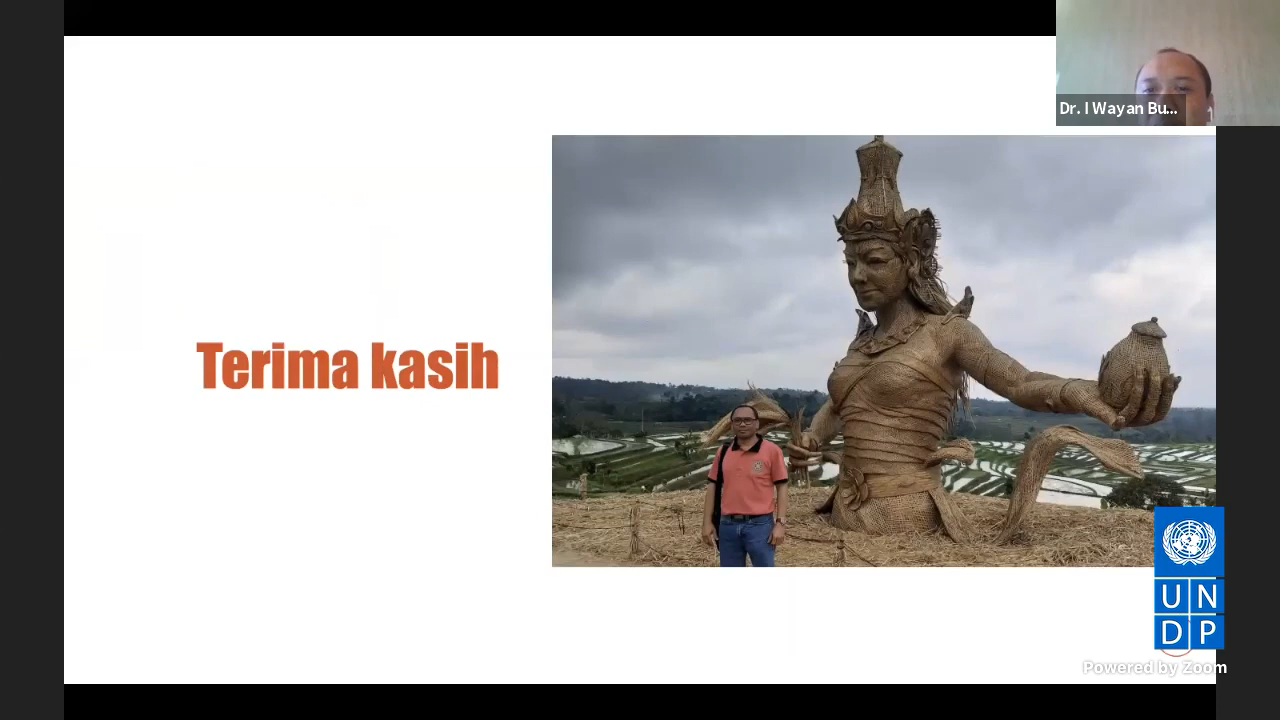 Dr. I Wayan Bu...
Terima kasih
U N
D P
Powered by Zoom